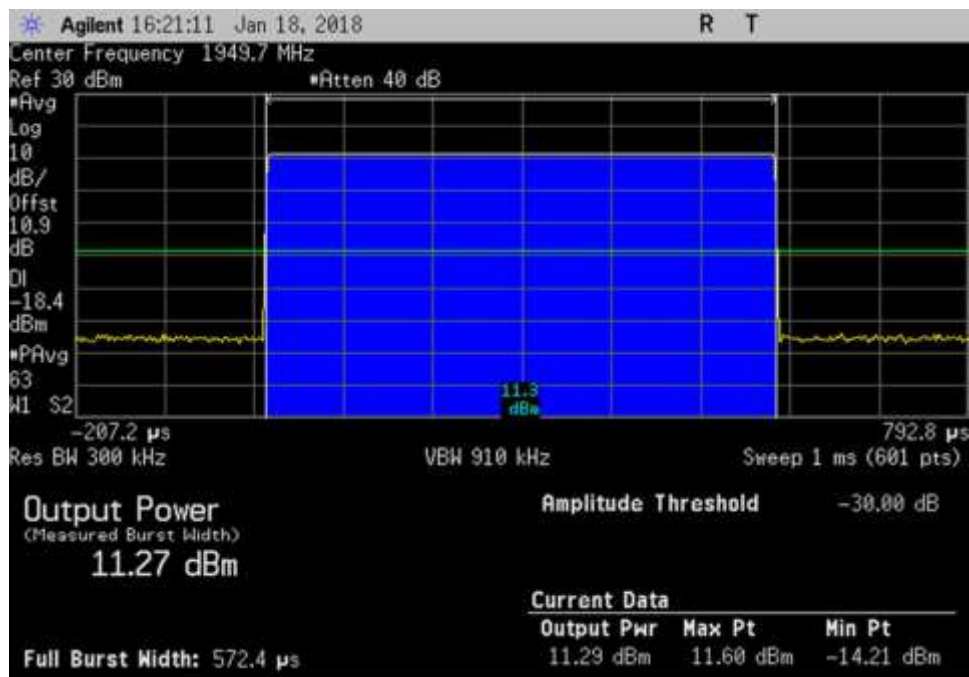 Agilent 16:21:11 Jan 18, 2018 R T
Center Frequency 1949.7 MHz
Ref 30 dBm *Atten 40 dB
*Avg
Log
10
dB/
Offst
10.9
dB
DI
-18.4
dBm
*PAvg
63
W1 S2
11.3
dBm
-207.2 µs 792.8 µs
Res BW 300 kHz VBW 910 kHz Sweep 1 ms (601 pts)
Output Power Amplitude Threshold -30.00 dB
(Measured Burst Width)
11.27 dBm
Current Data
Output Pwr Max Pt Min Pt
Full Burst Width: 572.4 µs 11.29 dBm 11.60 dBm -14.21 dBm